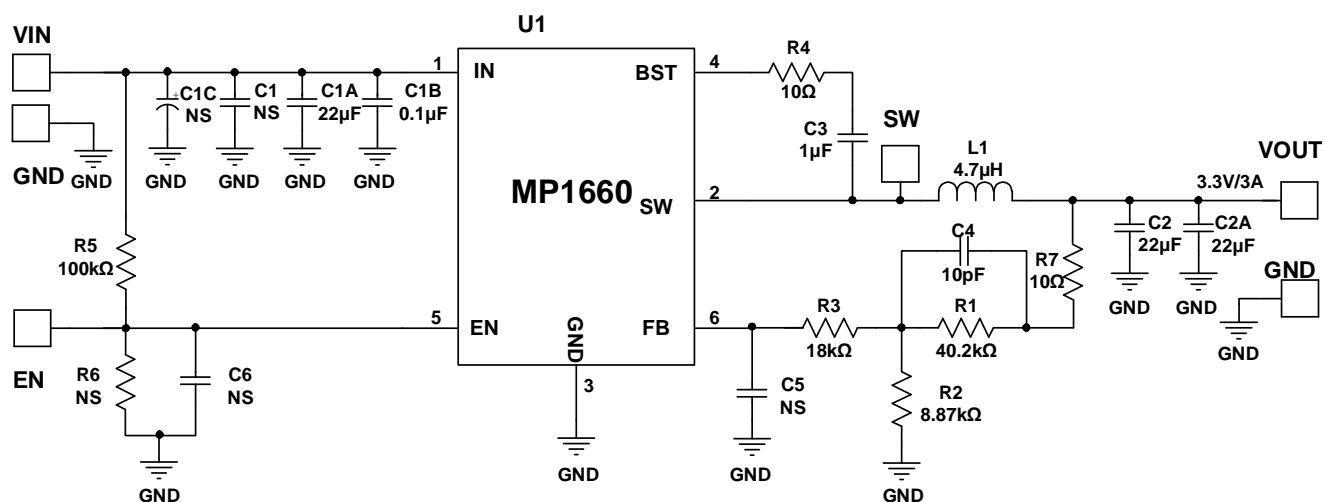 U1
VIN
GND
GND
1
IN
C1C
NS
GND
C1
NS
GND
C1A
22µF
GND
C1B
0.1µF
GND
+
R5
100kΩ
EN
R6
NS
C6
NS
GND
5
EN
MP1660
BST
4
SW
2
FB
6
GND
3
GND
R4
10Ω
C3
1µF
SW
L1
4.7µH
VOUT
3.3V/3A
C2
22µF
GND
C2A
22µF
GND
GND
GND
C4
10pF
R7
10Ω
R3
18kΩ
R1
40.2kΩ
C5
NS
GND
R2
8.87kΩ
GND